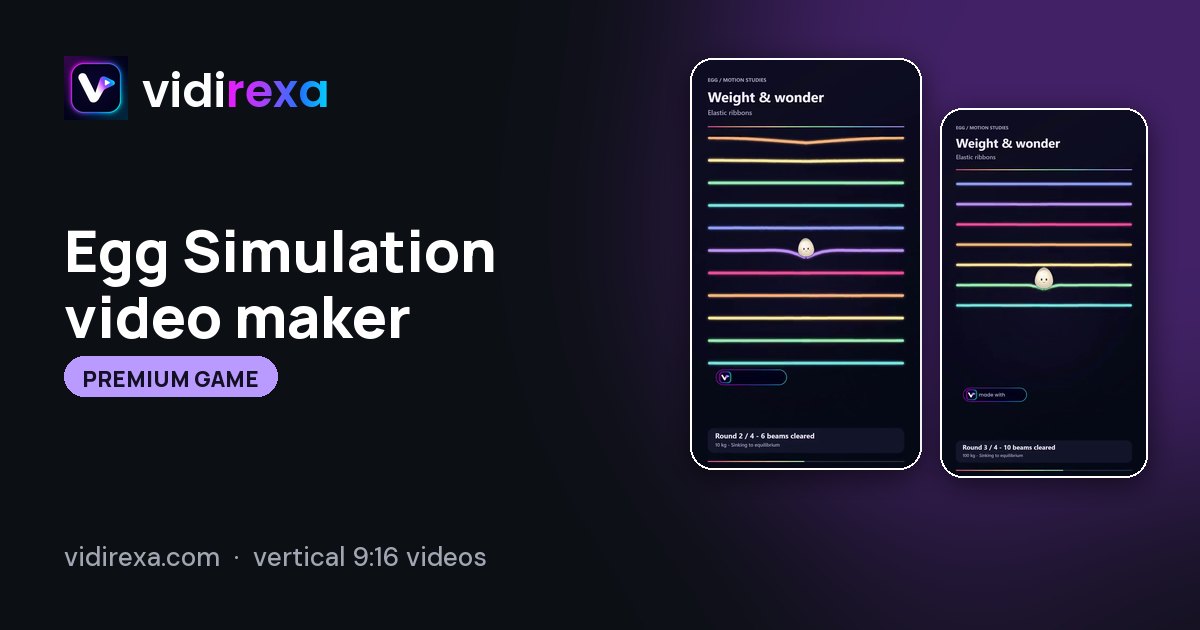 vidirexa
Egg Simulation
video maker
PREMIUM GAME
vidirexa.com · vertical 9:16 videos
EGG / MOTION STUDIES
Weight & wonder
Elastic ribbons
Round 2 / 4 - 6 beams cleared
10 kg - Sinking to equilibrium
EGG / MOTION STUDIES
Weight & wonder
Elastic ribbons
made with
Round 3 / 4 - 10 beams cleared
100 kg - Sinking to equilibrium